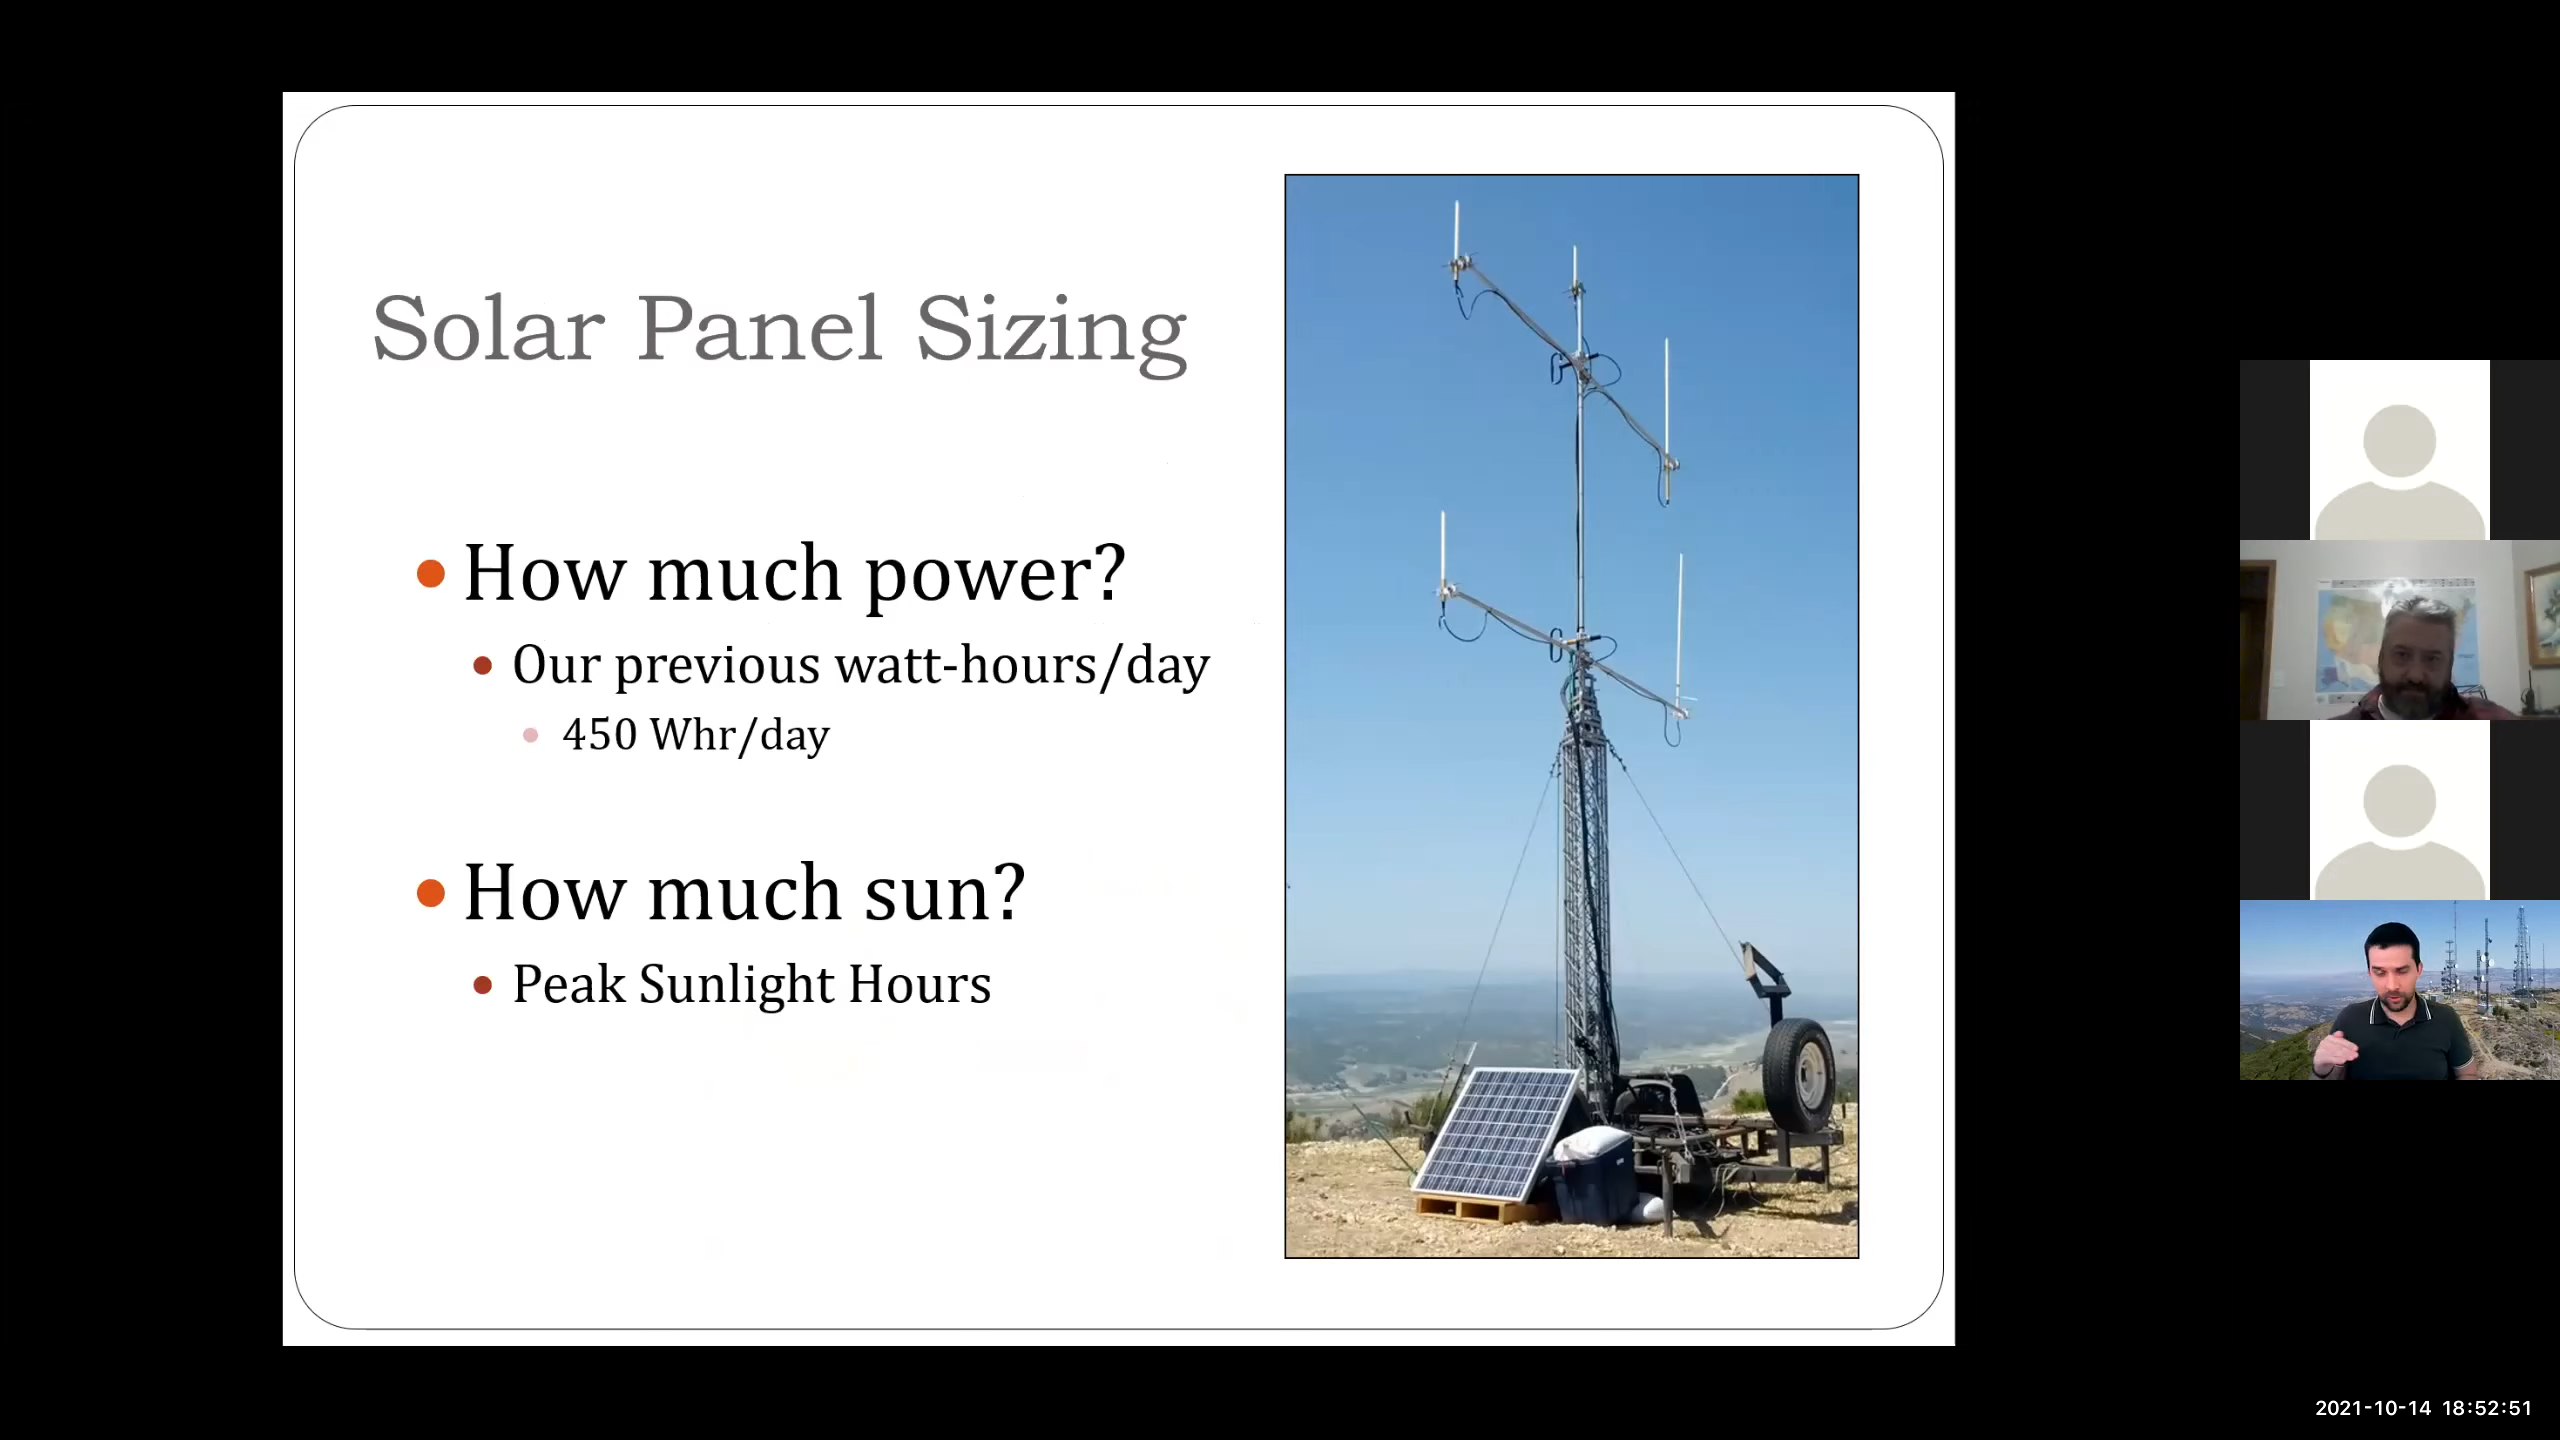 Solar Panel Sizing
How much power?
Our previous watt-hours/day
450 Whr/day
How much sun?
Peak Sunlight Hours
2021-10-14 18:52:51